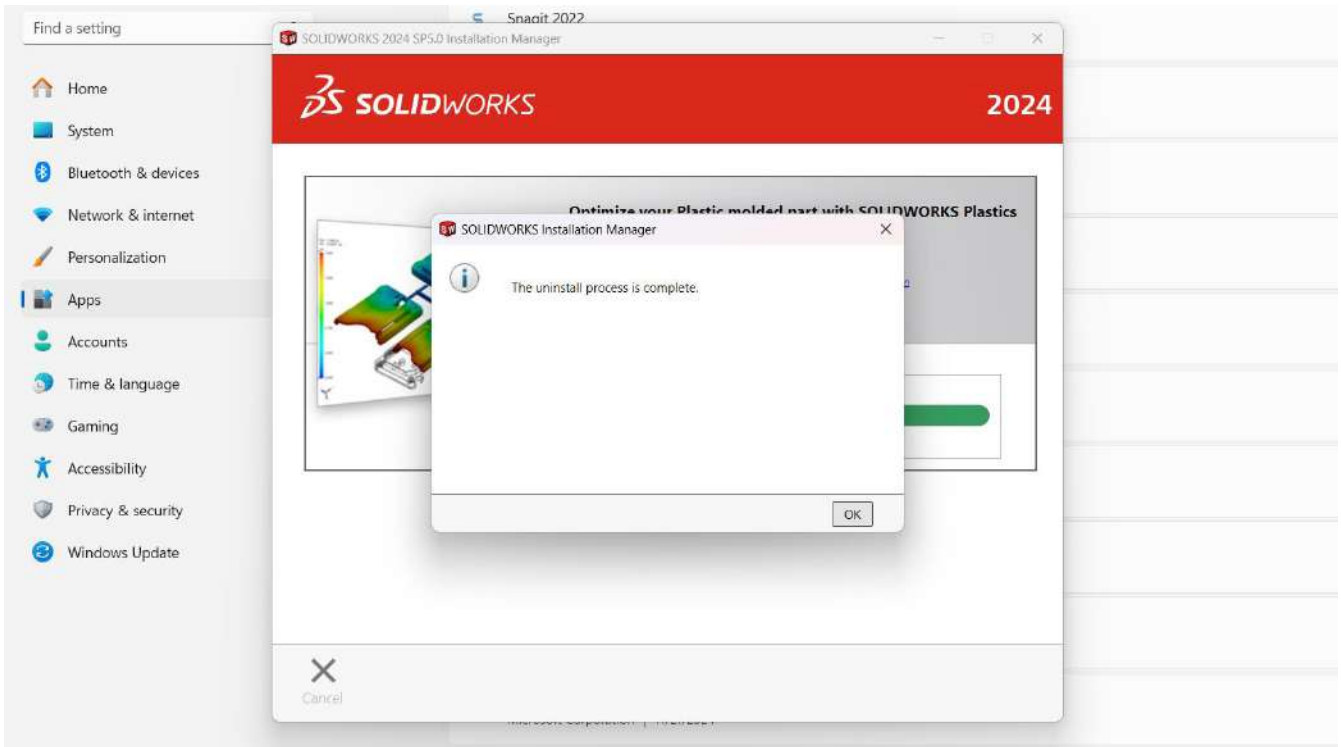 Find a setting
Home
System
Bluetooth & devices
Network & internet
Personalization
Apps
Accounts
Time & language
Gaming
Accessibility
Privacy & security
Windows Update
Snagit 2022
SOLIDWORKS 2024 SP5.0 Installation Manager
SOLIDWORKS
2024
Optimize your Plastic molded part with SOLIDWORKS Plastics
SOLIDWORKS Installation Manager
The uninstall process is complete.
OK
Cancel
Microsoft Corporation